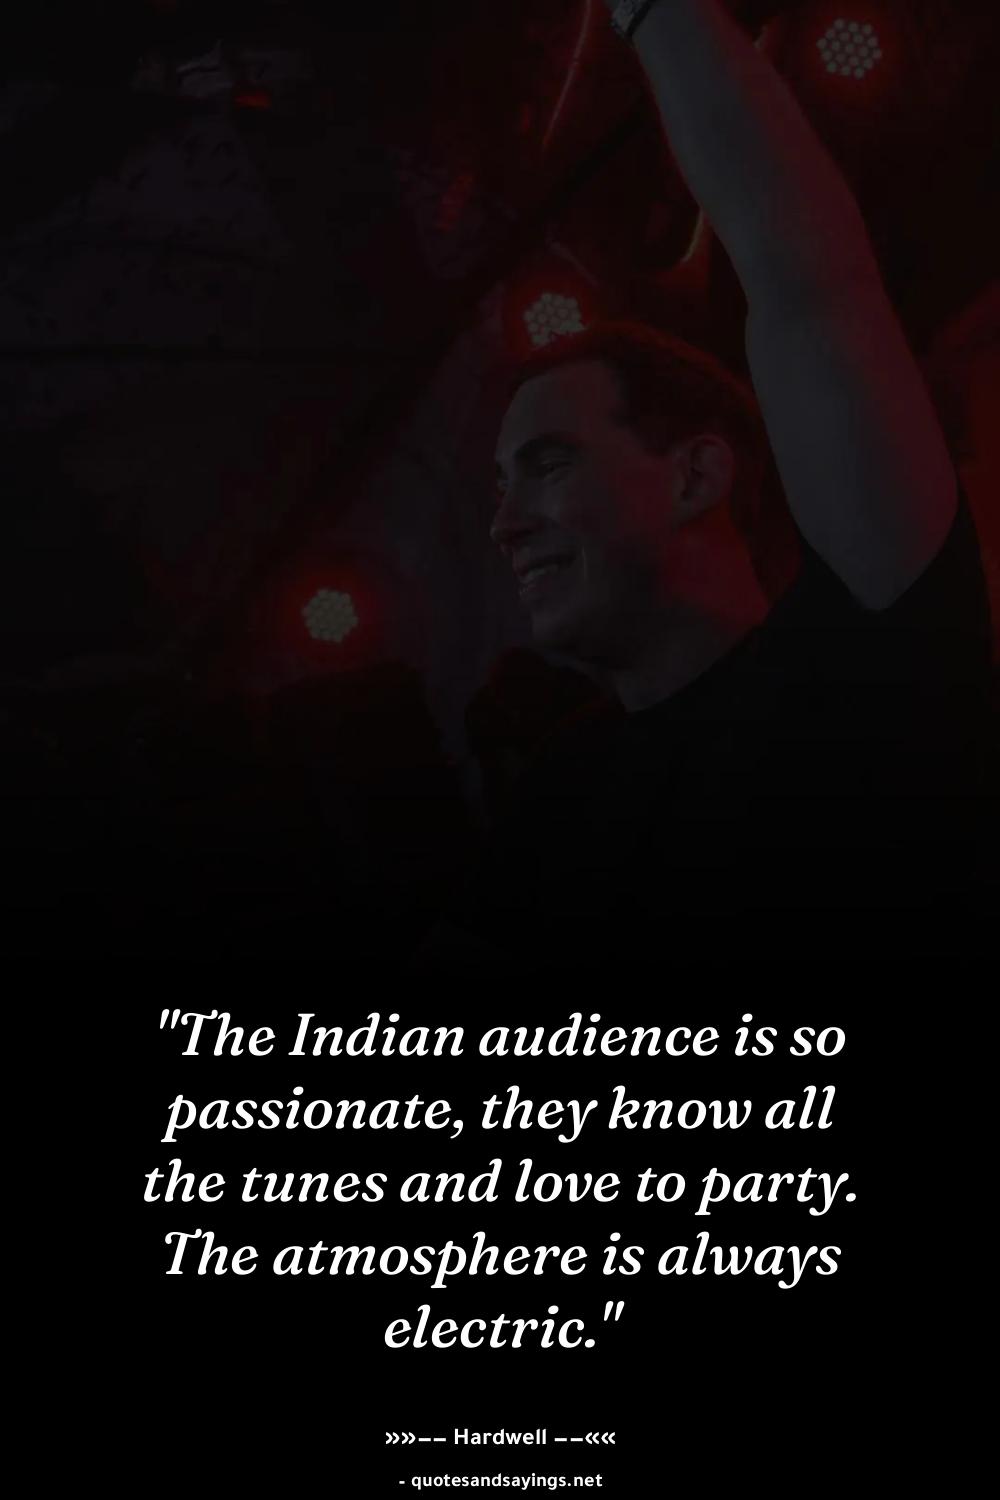 "The Indian audience is so
passionate, they know all
the tunes and love to party.
The atmosphere is always
electric."
»»−− Hardwell −−««
- quotesandsayings.net